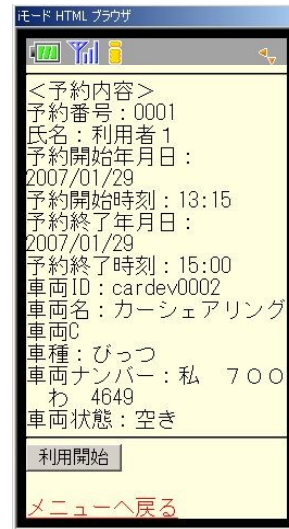 iモード HTML ブラウザ
<予約内容>
予約番号:0001
氏名:利用者1
予約開始年月日:
2007/01/29
予約開始時刻:13:15
予約終了年月日:
2007/01/29
予約終了時刻:15:00
車両ID:cardev0002
車両名:カーシェアリング
車両C
車種:びっつ
車両ナンバー:私 700
わ 4649
車両状態:空き
利用開始
メニューへ戻る